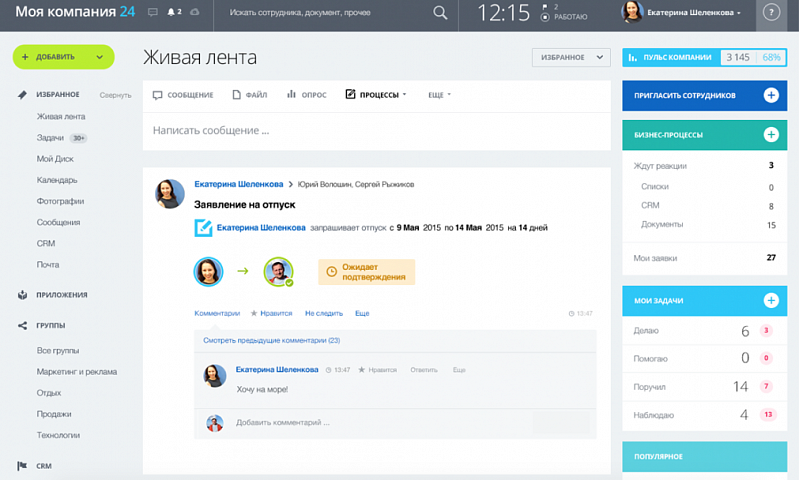 Моя компания 24
2
Искать сотрудника, документ, прочее
12:15
2
РАБОТАЮ
Екатерина Шеленкова
?
+ ДОБАВИТЬ
Живая лента
ИЗБРАННОЕ
ПУЛЬС КОМПАНИИ 3 145 68%
ИЗБРАННОЕ Свернуть
Живая лента
Задачи 30+
Мой Диск
Календарь
Фотографии
Сообщения
CRM
Почта
ПРИЛОЖЕНИЯ
ГРУППЫ
Все группы
Маркетинг и реклама
Отдых
Продажи
Технологии
CRM
СООБЩЕНИЕ ФАЙЛ ОПРОС ПРОЦЕССЫ ЕЩЕ
Написать сообщение ...
Екатерина Шеленкова > Юрий Волошин, Сергей Рыжиков
Заявление на отпуск
Екатерина Шеленкова запрашивает отпуск с 9 Мая 2015 по 14 Мая 2015 на 14 дней
Ожидает
подтверждения
Комментарии Нравится Не следить Еще 13:47
Смотреть предыдущие комментарии (23)
Екатерина Шеленкова 13:47 Нравится Ответить Еще
Хочу на море!
Добавить комментарий ...
ПРИГЛАСИТЬ СОТРУДНИКОВ +
БИЗНЕС-ПРОЦЕССЫ +
Ждут реакции 3
Списки 0
CRM 8
Документы 15
Мои заявки 27
МОИ ЗАДАЧИ +
Делаю 6 3
Помогаю 0 0
Поручил 14 7
Наблюдаю 4 13
ПОПУЛЯРНОЕ